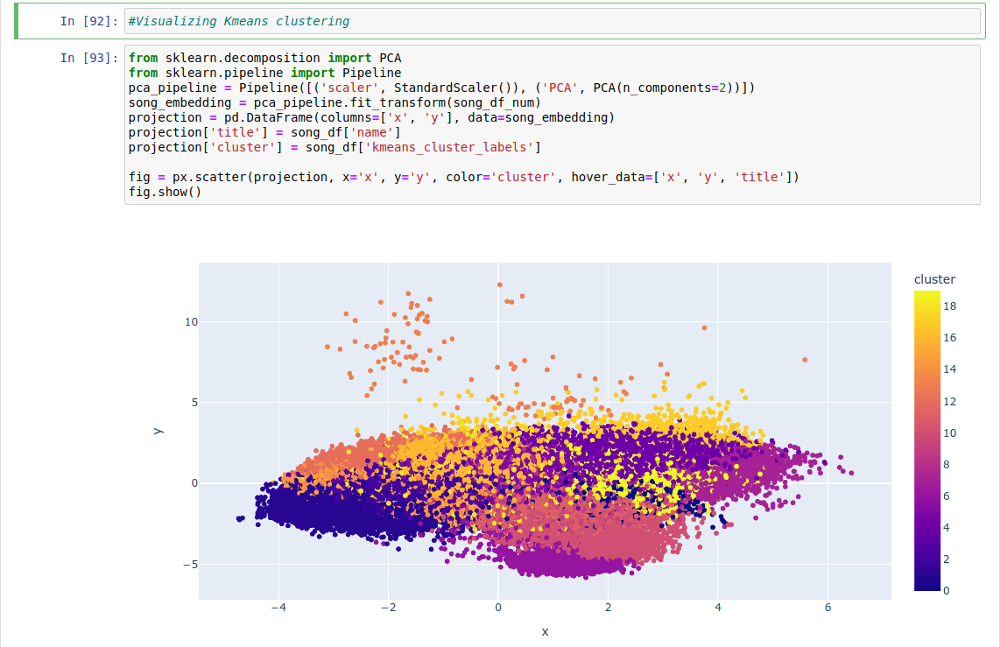 In [92]: #Visualizing Kmeans clustering
In [93]: from sklearn.decomposition import PCA
from sklearn.pipeline import Pipeline
pca_pipeline = Pipeline([('scaler', StandardScaler()), ('PCA', PCA(n_components=2))])
song_embedding = pca_pipeline.fit_transform(song_df_num)
projection = pd.DataFrame(columns=['x', 'y'], data=song_embedding)
projection['title'] = song_df['name']
projection['cluster'] = song_df['kmeans_cluster_labels']
fig = px.scatter(projection, x='x', y='y', color='cluster', hover_data=['x', 'y', 'title'])
fig.show()
cluster
18
16
14
12
10
8
6
4
2
0
10
5
0
−5
y
−4 −2 0 2 4 6
x